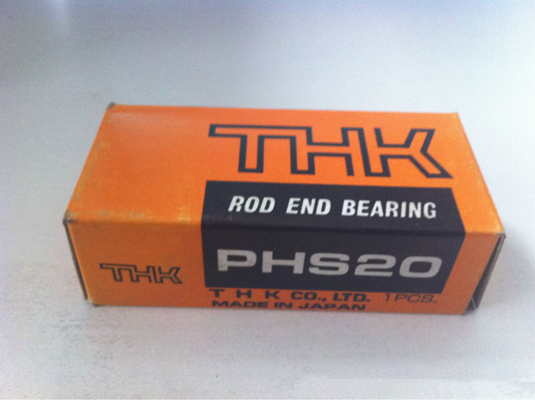 THK
ROD END BEARING
PHS20
THK
T H K CO., LTD. 1PCS.
MADE IN JAPAN